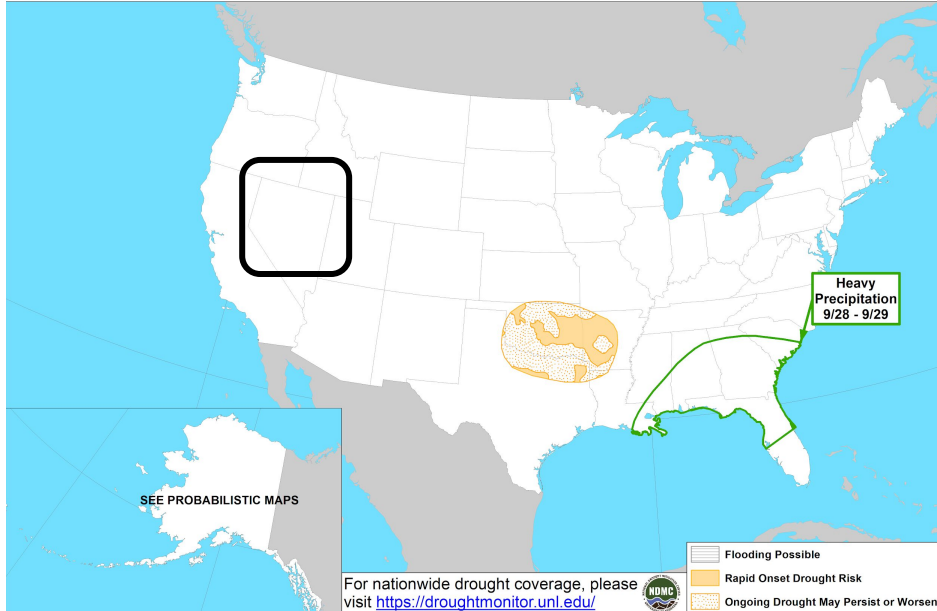 Heavy
Precipitation
9/28 - 9/29
SEE PROBABILISTIC MAPS
For nationwide drought coverage, please
visit https://droughtmonitor.unl.edu/
NDMC
Flooding Possible
Rapid Onset Drought Risk
Ongoing Drought May Persist or Worsen